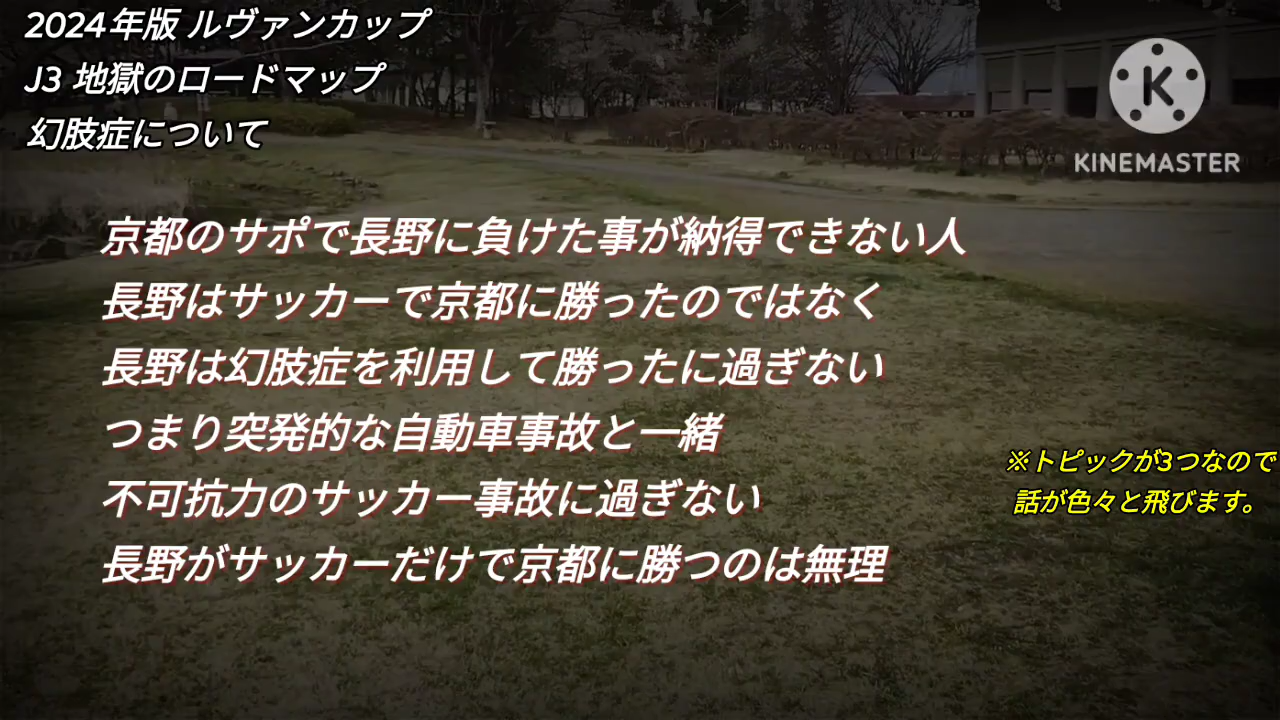 2024年版 ルヴァンカップ
J3 地獄のロードマップ
幻肢症について
KINEMASTER
京都のサポで長野に負けた事が納得できない人
長野はサッカーで京都に勝ったのではなく
長野は幻肢症を利用して勝ったに過ぎない
つまり突発的な自動車事故と一緒
不可抗力のサッカー事故に過ぎない
長野がサッカーだけで京都に勝つのは無理
※トピックが3つなので
話が色々と飛びます。